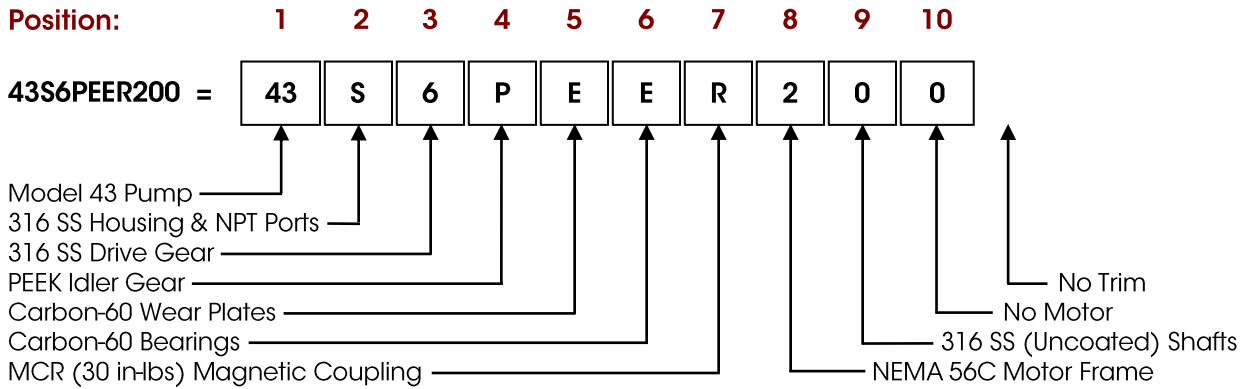 Position: 1 2 3 4 5 6 7 8 9 10
43S6PEER200 = 43 S 6 P E E R 2 0 0
Model 43 Pump
316 SS Housing & NPT Ports
316 SS Drive Gear
PEEK Idler Gear
Carbon-60 Wear Plates
Carbon-60 Bearings
MCR (30 in-lbs) Magnetic Coupling
No Trim
No Motor
316 SS (Uncoated) Shafts
NEMA 56C Motor Frame